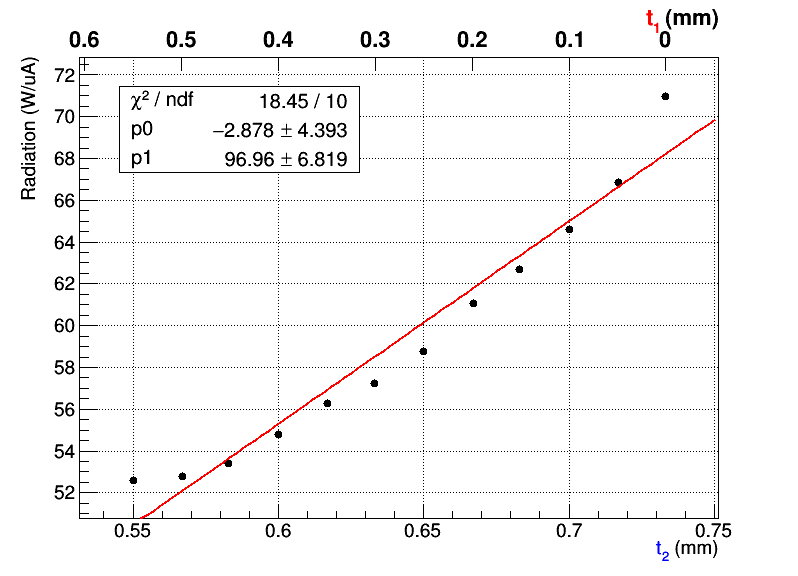 t1 (mm)
0.6 0.5 0.4 0.3 0.2 0.1 0
Radiation (W/uA)
72
70
68
66
64
62
60
58
56
54
52
χ² / ndf 18.45 / 10
p0 −2.878 ± 4.393
p1 96.96 ± 6.819
0.55 0.6 0.65 0.7 0.75
t2 (mm)